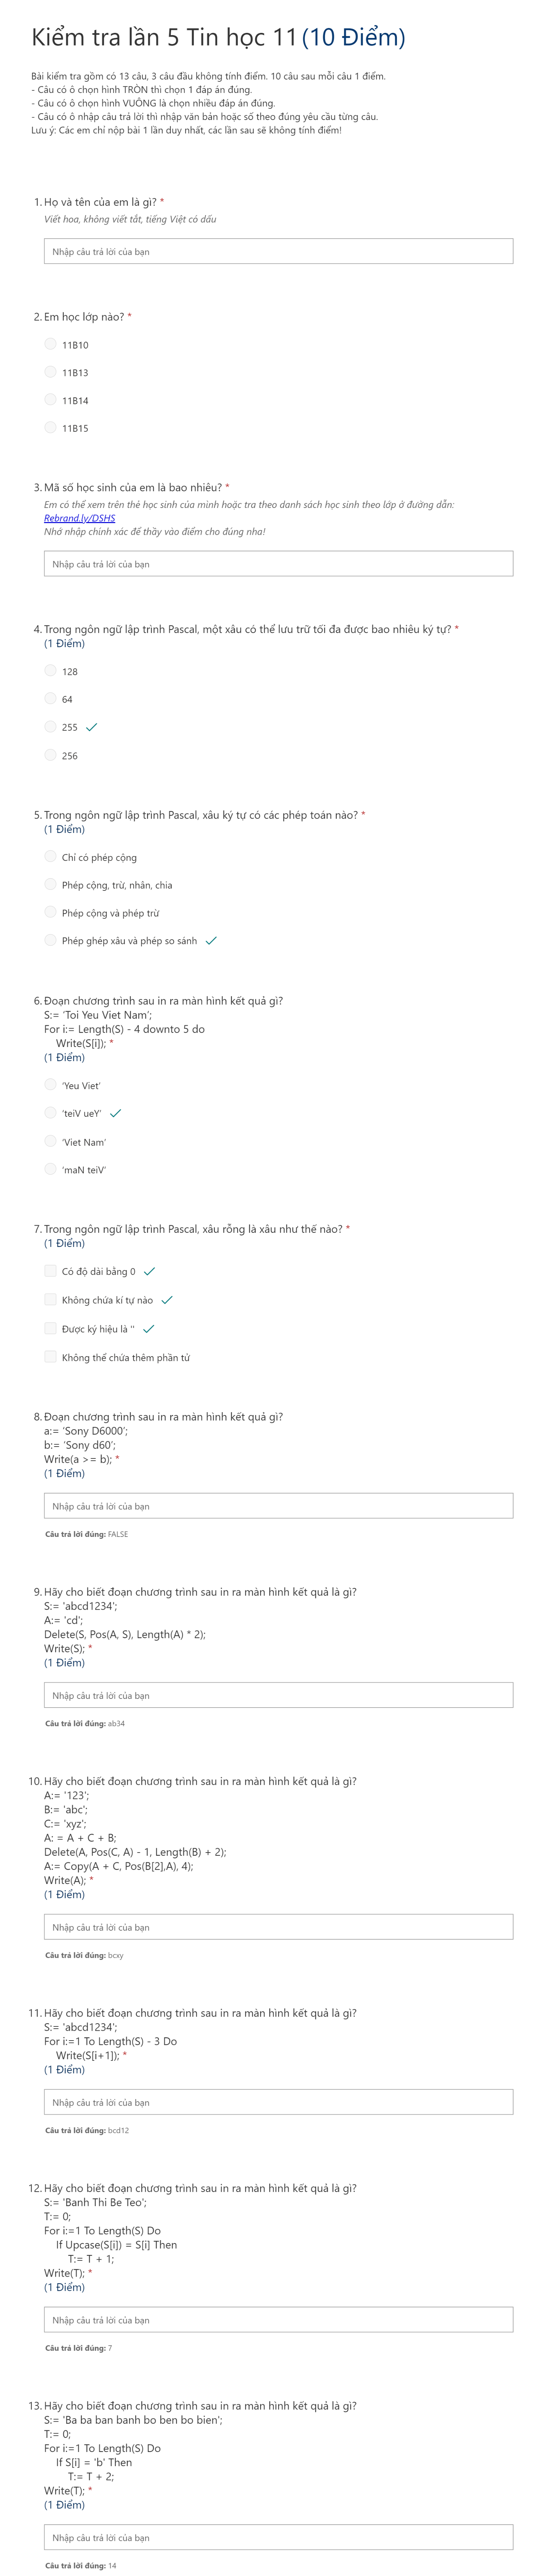 Kiểm tra lần 5 Tin học 11 (10 Điểm)
Bài kiểm tra gồm có 13 câu, 3 câu đầu không tính điểm. 10 câu sau mỗi câu 1 điểm.
- Câu có ô chọn hình TRÒN thì chọn 1 đáp án đúng.
- Câu có ô chọn hình VUÔNG là chọn nhiều đáp án đúng.
- Câu có ô nhập câu trả lời thì nhập văn bản hoặc số theo đúng yêu cầu từng câu.
Lưu ý: Các em chỉ nộp bài 1 lần duy nhất, các lần sau sẽ không tính điểm!
1. Họ và tên của em là gì? *
Viết hoa, không viết tắt, tiếng Việt có dấu
Nhập câu trả lời của bạn
2. Em học lớp nào? *
11B10
11B13
11B14
11B15
3. Mã số học sinh của em là bao nhiêu? *
Em có thể xem trên thẻ học sinh của mình hoặc tra theo danh sách học sinh theo lớp ở đường dẫn:
Rebrand.ly/DSHS
Nhớ nhập chính xác để thầy vào điểm cho đúng nha!
Nhập câu trả lời của bạn
4. Trong ngôn ngữ lập trình Pascal, một xâu có thể lưu trữ tối đa được bao nhiêu ký tự? *
(1 Điểm)
128
64
255
256
5. Trong ngôn ngữ lập trình Pascal, xâu ký tự có các phép toán nào? *
(1 Điểm)
Chỉ có phép cộng
Phép cộng, trừ, nhân, chia
Phép cộng và phép trừ
Phép ghép xâu và phép so sánh
6. Đoạn chương trình sau in ra màn hình kết quả gì?
S:= 'Toi Yeu Viet Nam';
For i:= Length(S) - 4 downto 5 do
Write(S[i]); *
(1 Điểm)
'Yeu Viet'
'teiV ueY'
'Viet Nam'
'maN teiV'
7. Trong ngôn ngữ lập trình Pascal, xâu rỗng là xâu như thế nào? *
(1 Điểm)
Có độ dài bằng 0
Không chứa kí tự nào
Được ký hiệu là ''
Không thể chứa thêm phần tử
8. Đoạn chương trình sau in ra màn hình kết quả gì?
a:= 'Sony D6000';
b:= 'Sony d60';
Write(a >= b); *
(1 Điểm)
Nhập câu trả lời của bạn
Câu trả lời đúng: FALSE
9. Hãy cho biết đoạn chương trình sau in ra màn hình kết quả là gì?
S:= 'abcd1234';
A:= 'cd';
Delete(S, Pos(A, S), Length(A) * 2);
Write(S); *
(1 Điểm)
Nhập câu trả lời của bạn
Câu trả lời đúng: ab34
10. Hãy cho biết đoạn chương trình sau in ra màn hình kết quả là gì?
A:= '123';
B:= 'abc';
C:= 'xyz';
A: = A + C + B;
Delete(A, Pos(C, A) - 1, Length(B) + 2);
A:= Copy(A + C, Pos(B[2],A), 4);
Write(A); *
(1 Điểm)
Nhập câu trả lời của bạn
Câu trả lời đúng: bcxy
11. Hãy cho biết đoạn chương trình sau in ra màn hình kết quả là gì?
S:= 'abcd1234';
For i:=1 To Length(S) - 3 Do
Write(S[i+1]); *
(1 Điểm)
Nhập câu trả lời của bạn
Câu trả lời đúng: bcd12
12. Hãy cho biết đoạn chương trình sau in ra màn hình kết quả là gì?
S:= 'Banh Thi Be Teo';
T:= 0;
For i:=1 To Length(S) Do
If Upcase(S[i]) = S[i] Then
T:= T + 1;
Write(T); *
(1 Điểm)
Nhập câu trả lời của bạn
Câu trả lời đúng: 7
13. Hãy cho biết đoạn chương trình sau in ra màn hình kết quả là gì?
S:= 'Ba ba ban banh bo ben bo bien';
T:= 0;
For i:=1 To Length(S) Do
If S[i] = 'b' Then
T:= T + 2;
Write(T); *
(1 Điểm)
Nhập câu trả lời của bạn
Câu trả lời đúng: 14